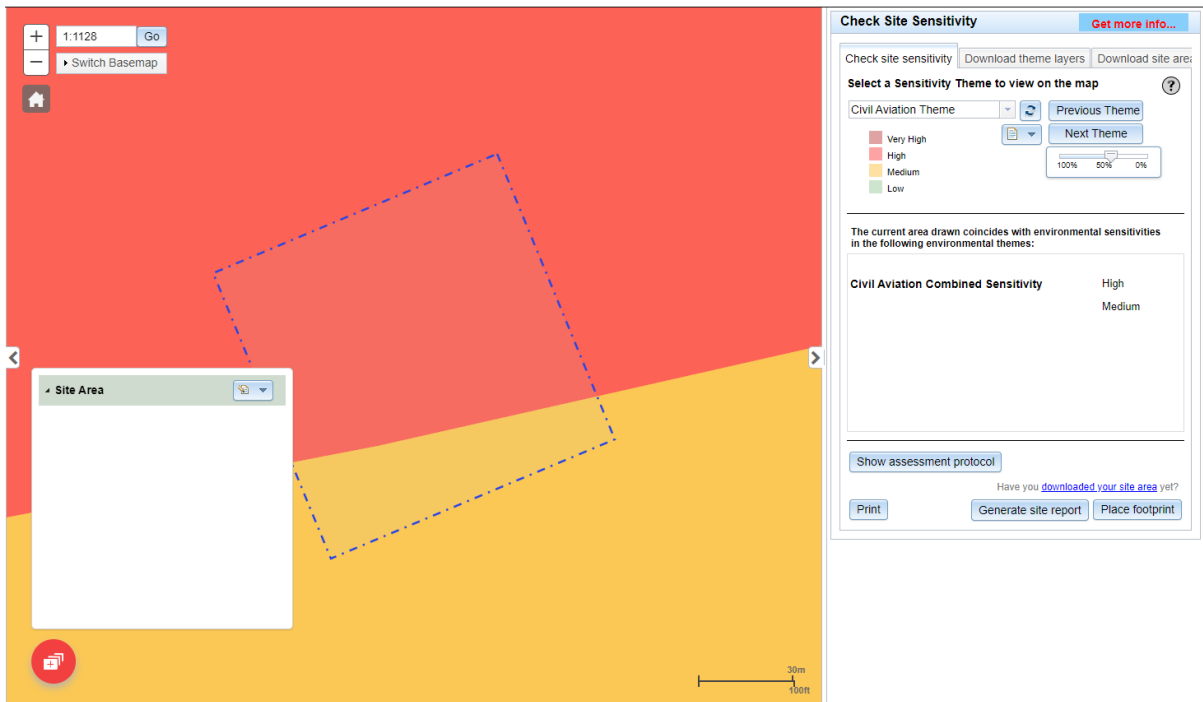 1:1128
Go
Switch Basemap
Site Area
30m
100ft
Check Site Sensitivity
Get more info...
Check site sensitivity
Download theme layers
Download site area
Select a Sensitivity Theme to view on the map
?
Civil Aviation Theme
Previous Theme
Very High
Next Theme
High
Medium
Low
100%
50%
0%
The current area drawn coincides with environmental sensitivities
in the following environmental themes:
Civil Aviation Combined Sensitivity
High
Medium
Show assessment protocol
Have you downloaded your site area yet?
Print
Generate site report
Place footprint